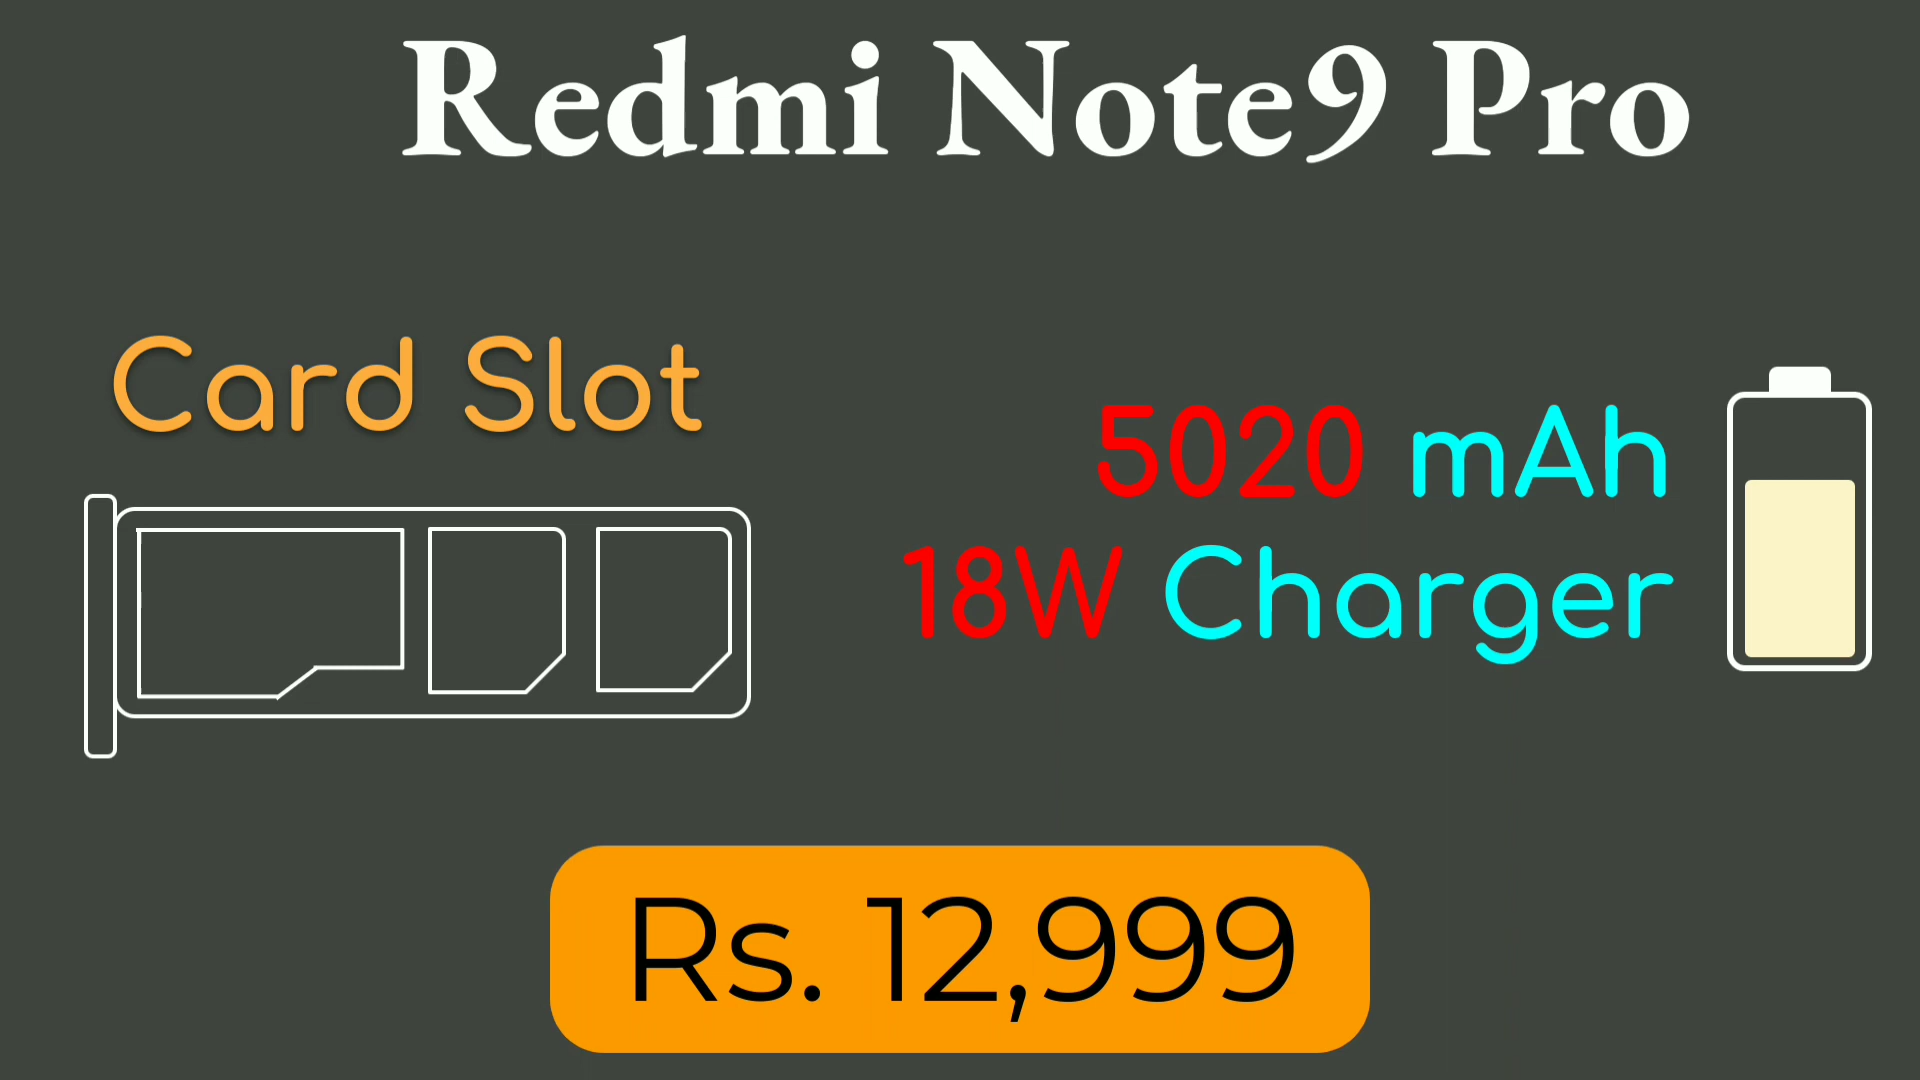 Redmi Note9 Pro
Card Slot
5020 mAh
18W Charger
Rs. 12,999